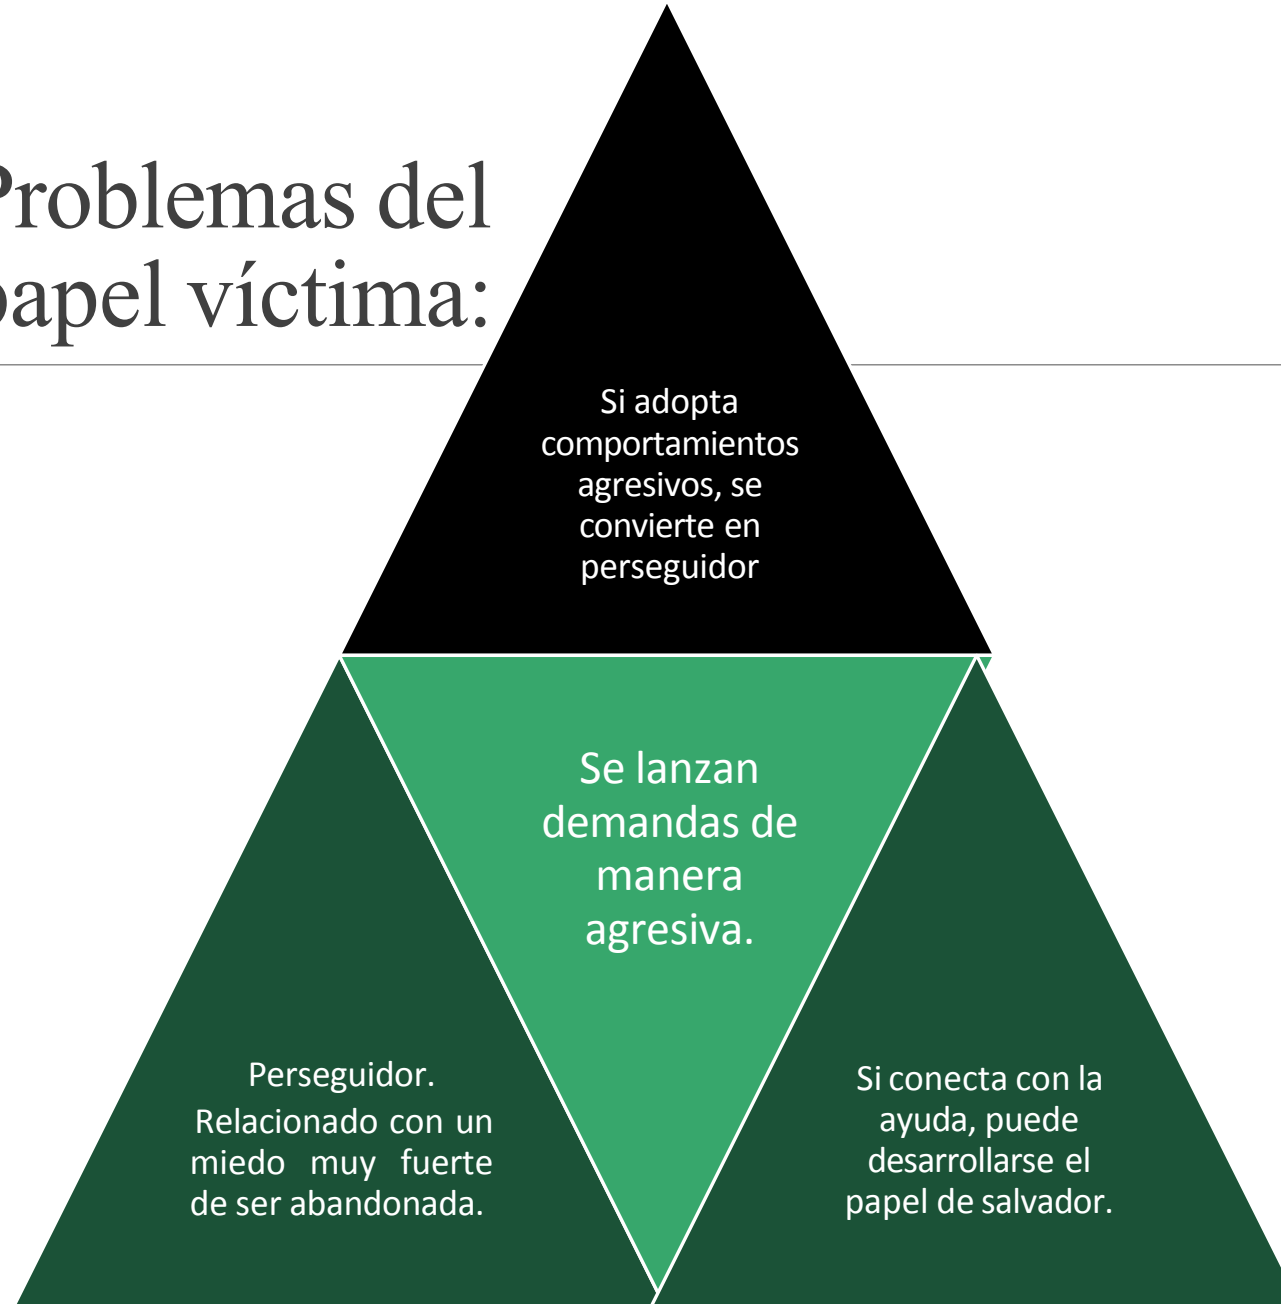 Problemas del
papel víctima:
Si adopta
comportamientos
agresivos, se
convierte en
perseguidor
Se lanzan
demandas de
manera
agresiva.
Perseguidor.
Relacionado con un
miedo muy fuerte
de ser abandonada.
Si conecta con la
ayuda, puede
desarrollarse el
papel de salvador.